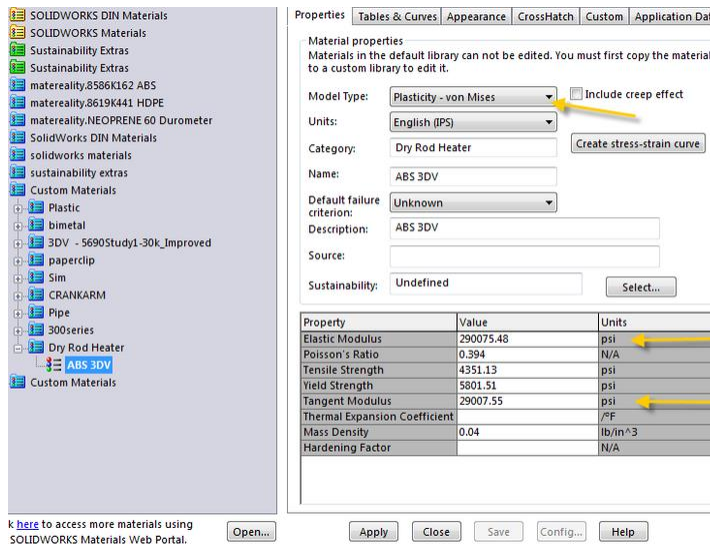 SOLIDWORKS DIN Materials
SOLIDWORKS Materials
Sustainability Extras
Sustainability Extras
matereality.8586K162 ABS
matereality.8619K441 HDPE
matereality.NEOPRENE 60 Durometer
SolidWorks DIN Materials
solidworks materials
sustainability extras
Custom Materials
Plastic
bimetal
3DV - 5690Study1-30k_Improved
paperclip
Sim
CRANKARM
Pipe
300series
Dry Rod Heater
ABS 3DV
Custom Materials
k here to access more materials using
SOLIDWORKS Materials Web Portal.
Open...
Properties Tables & Curves Appearance CrossHatch Custom Application Dat
Material properties
Materials in the default library can not be edited. You must first copy the material
to a custom library to edit it.
Model Type: Plasticity - von Mises Include creep effect
Units: English (IPS)
Category: Dry Rod Heater Create stress-strain curve
Name: ABS 3DV
Default failure
criterion: Unknown
Description: ABS 3DV
Source:
Sustainability: Undefined Select...
Property Value Units
Elastic Modulus 290075.48 psi
Poisson's Ratio 0.394 N/A
Tensile Strength 4351.13 psi
Yield Strength 5801.51 psi
Tangent Modulus 29007.55 psi
Thermal Expansion Coefficient /°F
Mass Density 0.04 lb/in^3
Hardening Factor N/A
Apply Close Save Config... Help